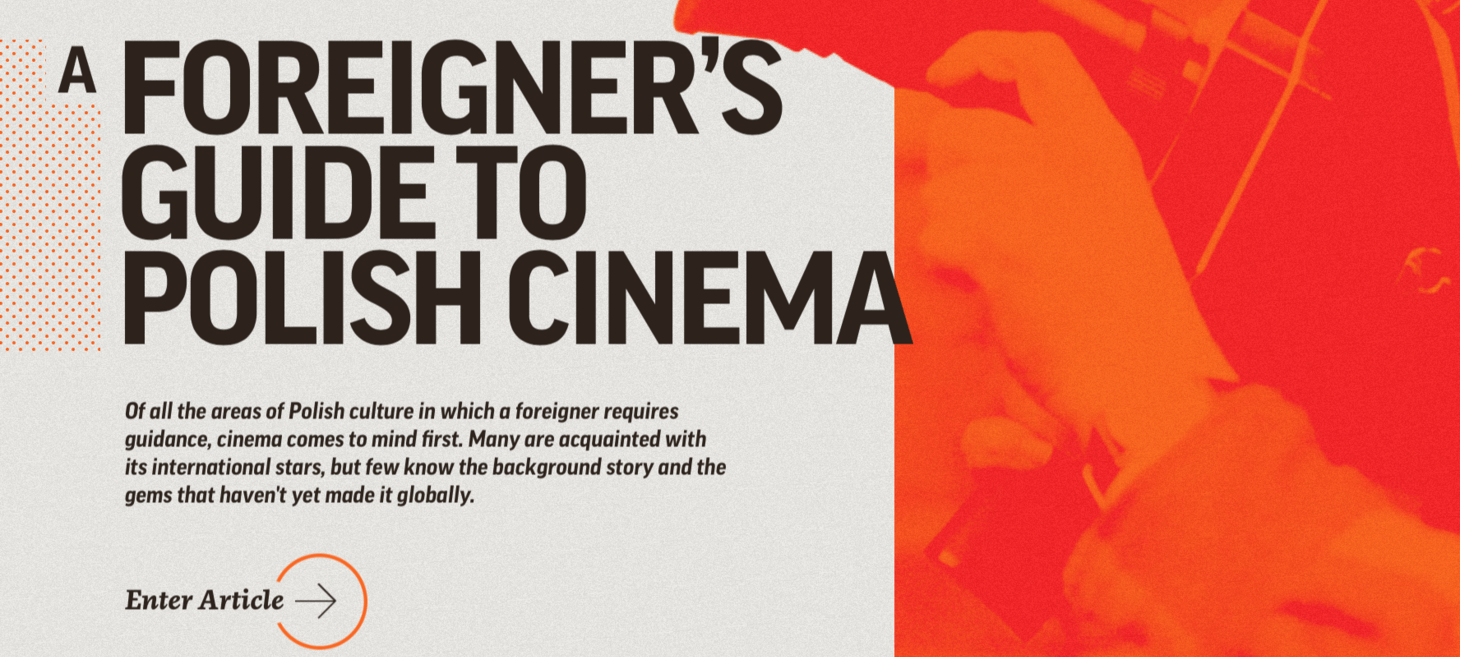 A FOREIGNER’S
GUIDE TO
POLISH CINEMA
Of all the areas of Polish culture in which a foreigner requires
guidance, cinema comes to mind first. Many are acquainted with
its international stars, but few know the background story and the
gems that haven't yet made it globally.
Enter Article